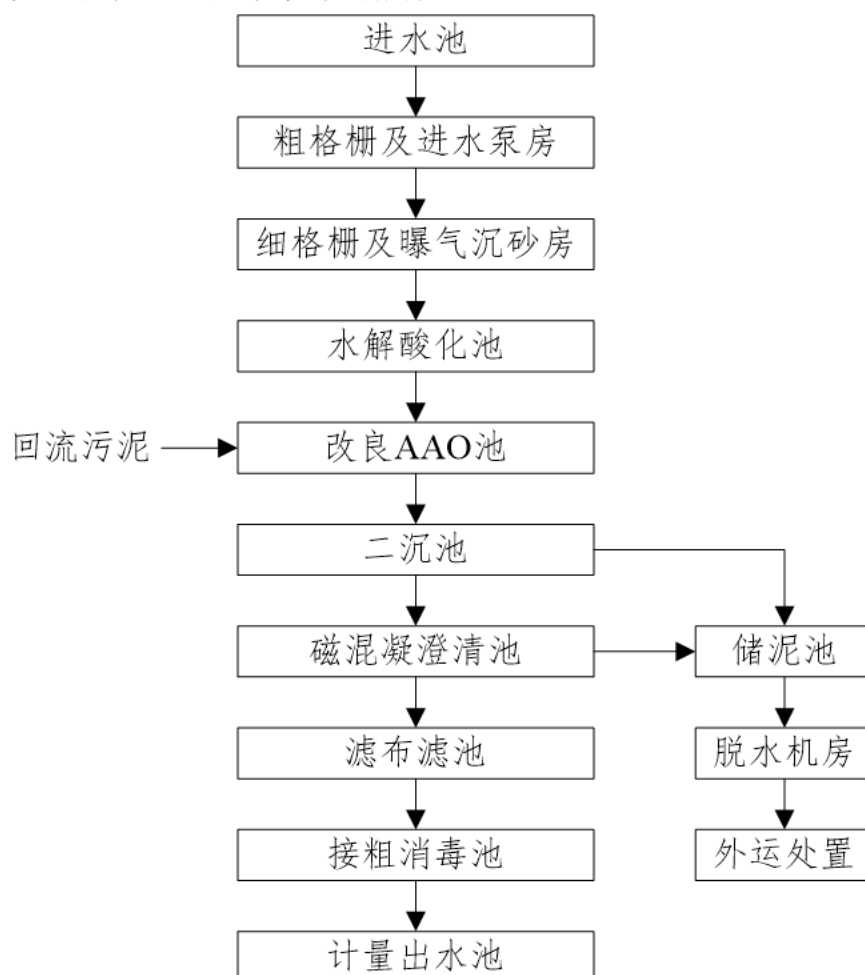 进水池
粗格栅及进水泵房
细格栅及曝气沉砂房
水解酸化池
回流污泥
改良AAO池
二沉池
磁混凝澄清池
储泥池
滤布滤池
脱水机房
接粗消毒池
外运处置
计量出水池